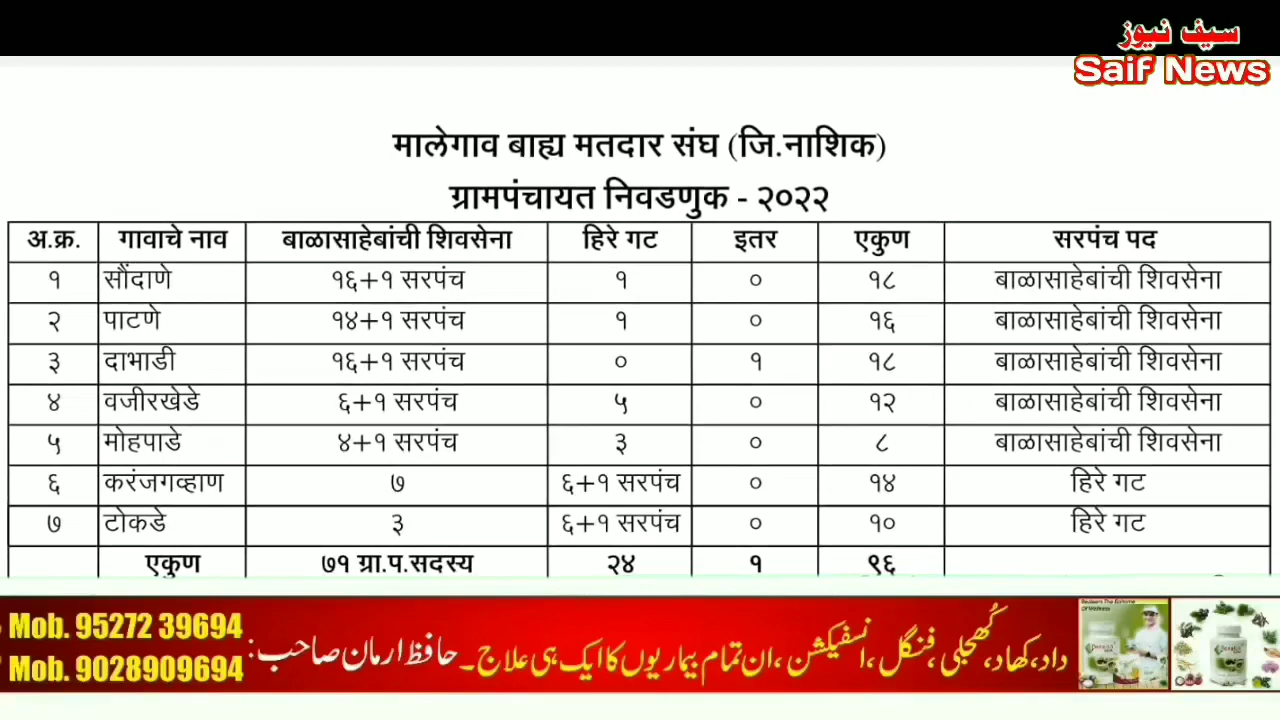 سیف نیوز
Saif News
मालेगाव बाह्य मतदार संघ (जि.नाशिक)
ग्रामपंचायत निवडणुक - २०२२
अ.क्र. गावाचे नाव बाळासाहेबांची शिवसेना हिरे गट इतर एकुण सरपंच पद
१ सौंदाणे १६+१ सरपंच १ ० १८ बाळासाहेबांची शिवसेना
२ पाटणे १४+१ सरपंच १ ० १६ बाळासाहेबांची शिवसेना
३ दाभाडी १६+१ सरपंच ० १ १८ बाळासाहेबांची शिवसेना
४ वजीरखेडे ६+१ सरपंच ५ ० १२ बाळासाहेबांची शिवसेना
५ मोहपाडे ४+१ सरपंच ३ ० ८ बाळासाहेबांची शिवसेना
६ करंजगव्हाण ७ ६+१ सरपंच ० १४ हिरे गट
७ टोकडे ३ ६+१ सरपंच ० १० हिरे गट
एकुण ७१ ग्रा.प.सदस्य २४ १ ९६
داد،کھاد،کُھجلی،فنگل،انسفیکشن،ان تمام بیماریوں کا ایک ہی علاج۔حافظ ارمان صاحب:
Mob. 95272 39694
Mob. 9028909694